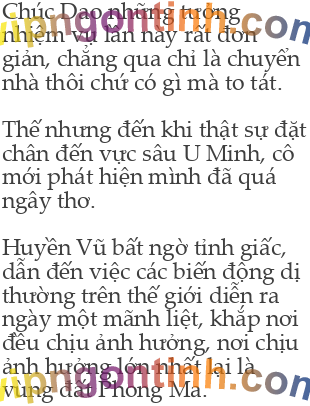 Chúc Dao những tưởng
nhiệm vụ lần này rất đơn
giản, chẳng qua chỉ là chuyển
nhà thôi chứ có gì mà to tát.
Thế nhưng đến khi thật sự đặt
chân đến vực sâu U Minh, cô
mới phát hiện mình đã quá
ngây thơ.
Huyền Vũ bất ngờ tỉnh giấc,
dẫn đến việc các biến động dị
thường trên thế giới diễn ra
ngày một mãnh liệt, khắp nơi
đều chịu ảnh hưởng, nơi chịu
ảnh hưởng lớn nhất lại là
vùng đất Phong Ma.
vipngontinh.com
vipngontinh.com